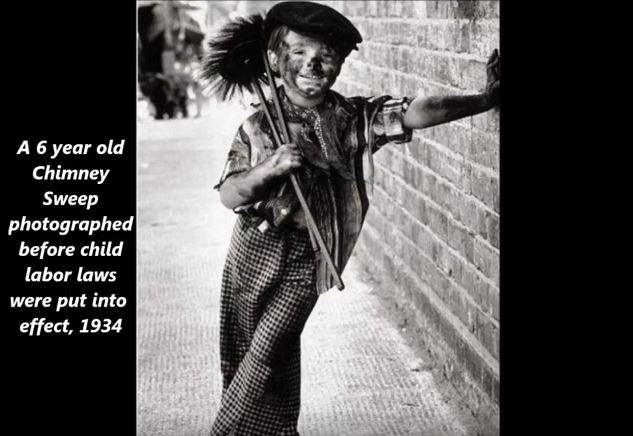 A 6 year old
Chimney
Sweep
photographed
before child
labor laws
were put into
effect, 1934